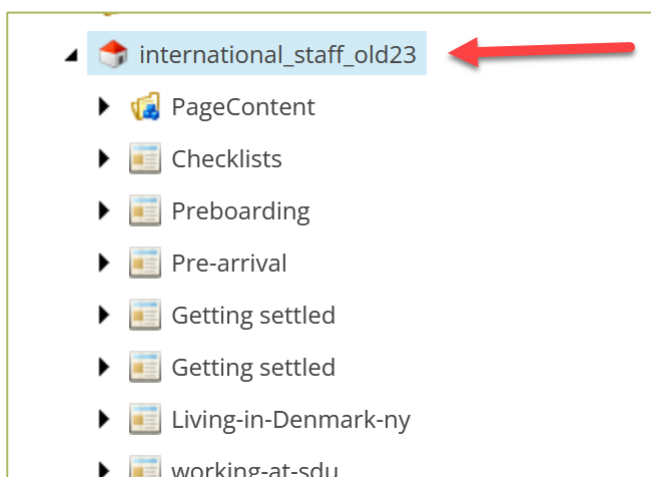 international_staff_old23
PageContent
Checklists
Preboarding
Pre-arrival
Getting settled
Getting settled
Living-in-Denmark-ny
working-at-sdu